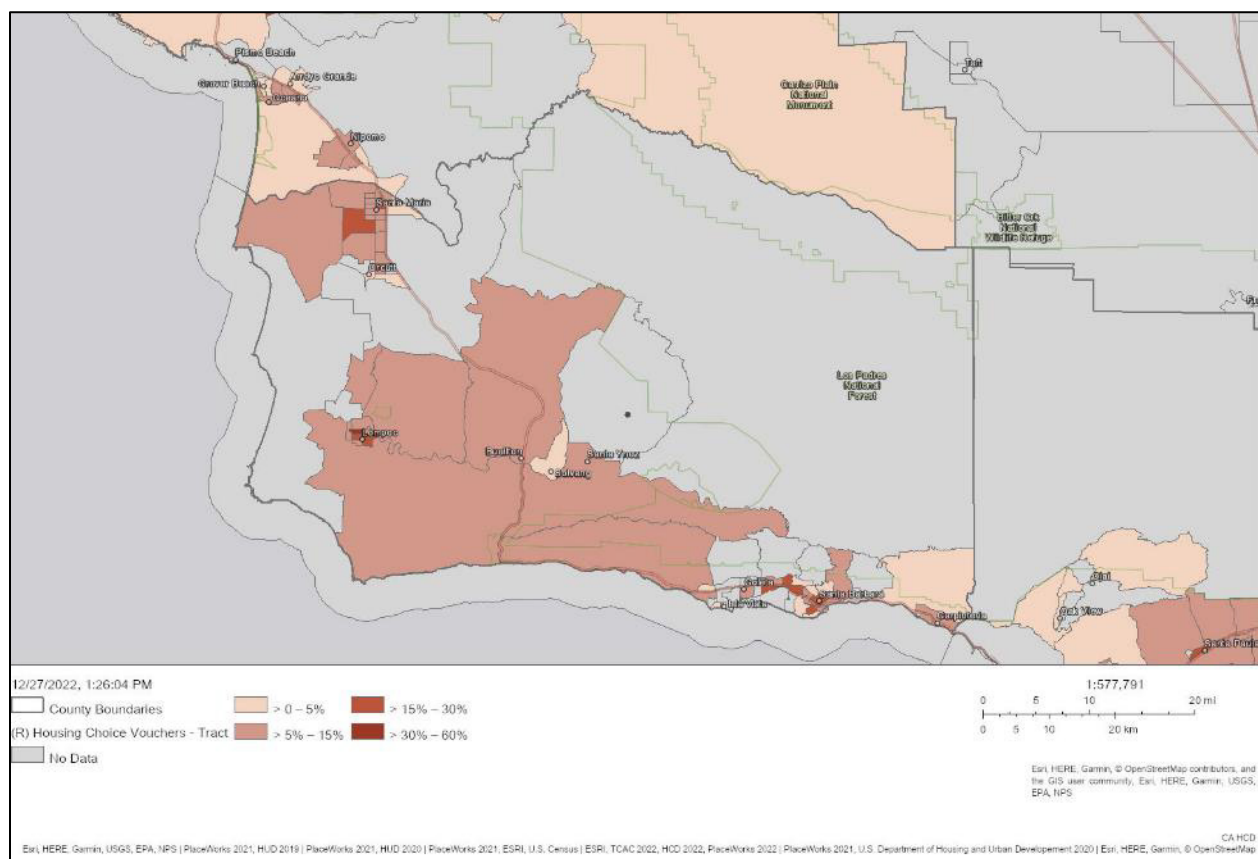 Pismo Beach
Arroyo Grande
Grover Beach
Oceano
Taft
Carrizo Plain
National
Monument
Nipomo
Santa Maria
Bitter Crk
National
Wildlife Refuge
Orcutt
Los Padres
National
Forest
Lompoc
Buellton
Santa Ynez
Solvang
Goleta
Isla Vista
Santa Barbara
Carpinteria
Ojai
Oak View
Santa Paula
12/27/2022, 1:26:04 PM
County Boundaries
(R) Housing Choice Vouchers - Tract
No Data
> 0 – 5%
> 5% – 15%
> 15% – 30%
> 30% – 60%
1:577,791
0 5 10 20 mi
0 5 10 20 km
Esri, HERE, Garmin, © OpenStreetMap contributors, and
the GIS user community, Esri, HERE, Garmin, USGS,
EPA, NPS
CA HCD
Esri, HERE, Garmin, USGS, EPA, NPS | PlaceWorks 2021, HUD 2019 | PlaceWorks 2021, HUD 2020 | PlaceWorks 2021, ESRI, U.S. Census | ESRI, TCAC 2022, HCD 2022, PlaceWorks 2022 | PlaceWorks 2021, U.S. Department of Housing and Urban Developement 2020 | Esri, HERE, Garmin, © OpenStreetMap